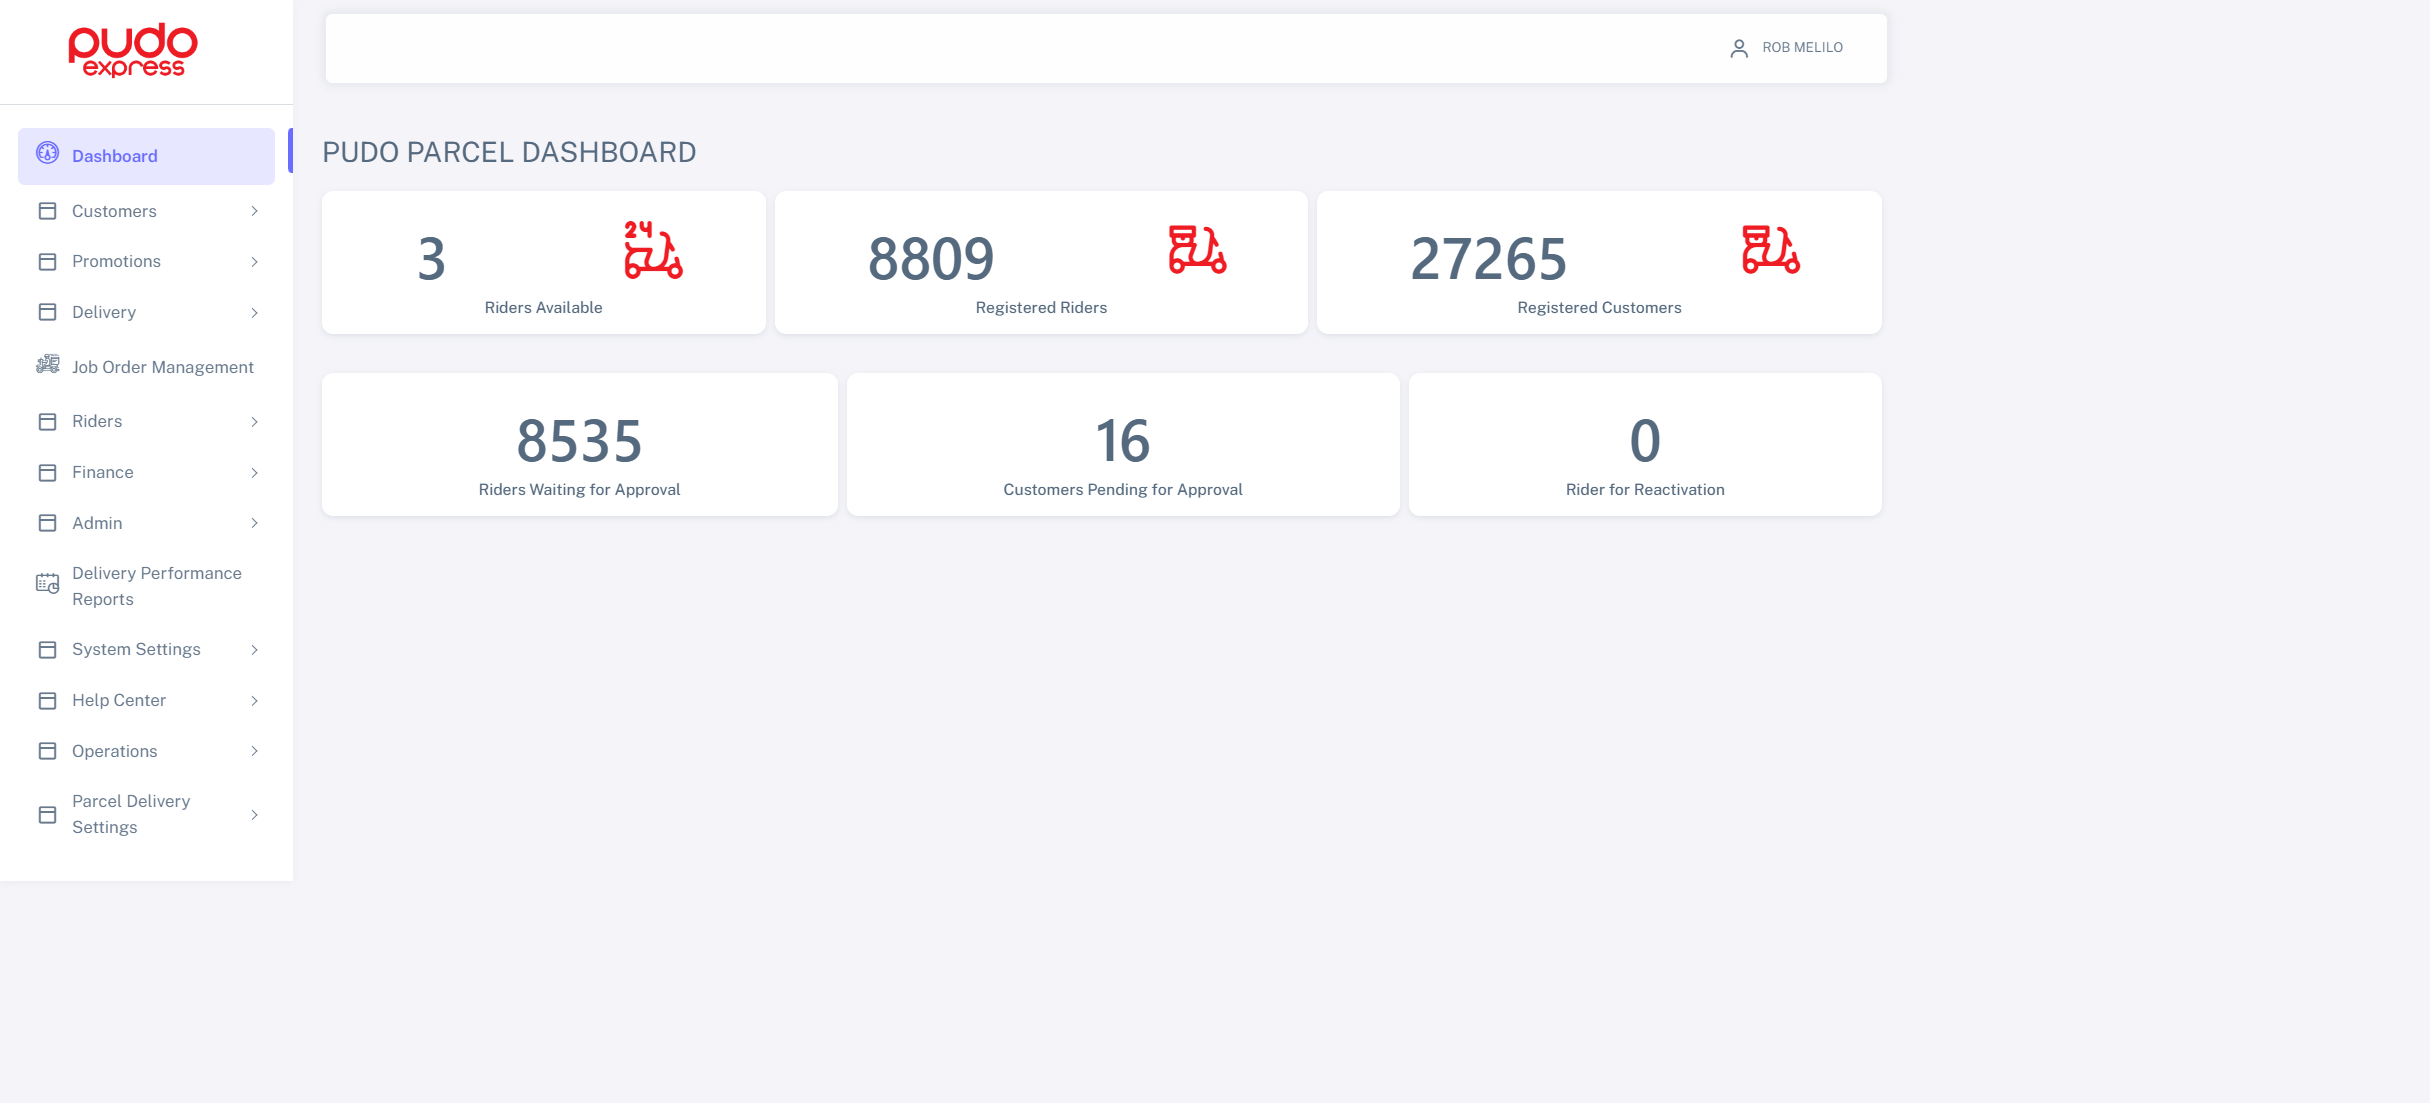 pudo
express
Dashboard
Customers
Promotions
Delivery
Job Order Management
Riders
Finance
Admin
Delivery Performance
Reports
System Settings
Help Center
Operations
Parcel Delivery
Settings
ROB MELILO
PUDO PARCEL DASHBOARD
3
24
Riders Available
8809
Registered Riders
27265
Registered Customers
8535
Riders Waiting for Approval
16
Customers Pending for Approval
0
Rider for Reactivation